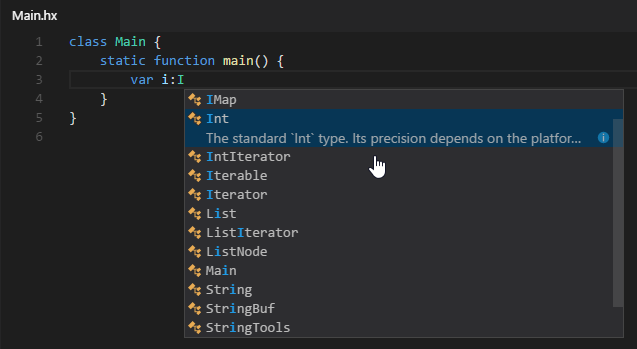 Main.hx
1 class Main {
2 static function main() {
3 var i:I
4 }
5 }
6
IMap
Int
The standard `Int` type. Its precision depends on the platfor...
IntIterator
Iterable
Iterator
List
ListIterator
ListNode
Main
String
StringBuf
StringTools